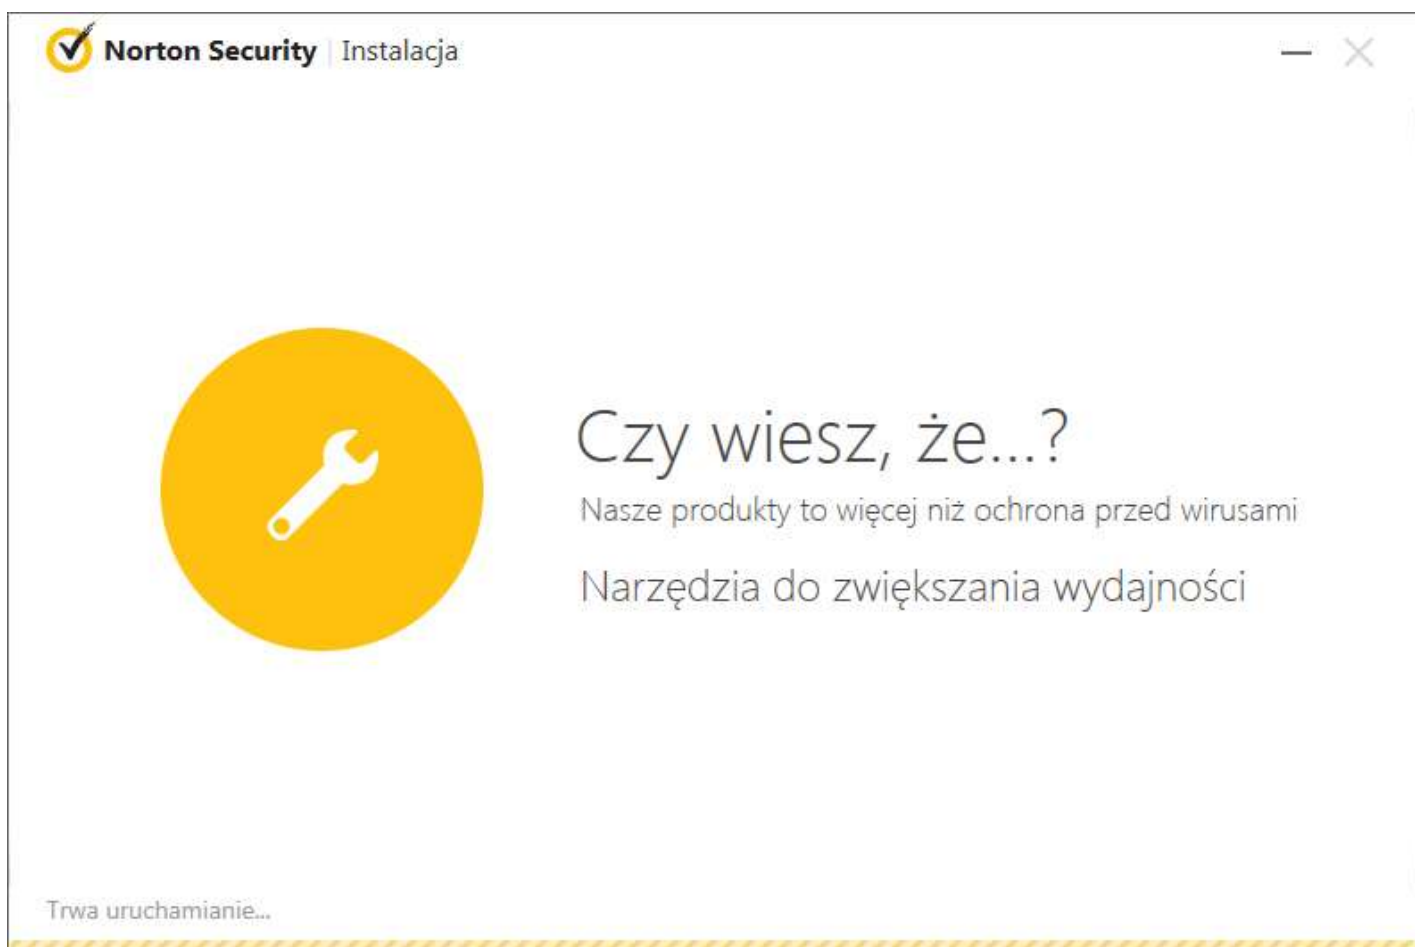 Norton Security | Instalacja
Czy wiesz, że...?
Nasze produkty to więcej niż ochrona przed wirusami
Narzędzia do zwiększania wydajności
Trwa uruchamianie...